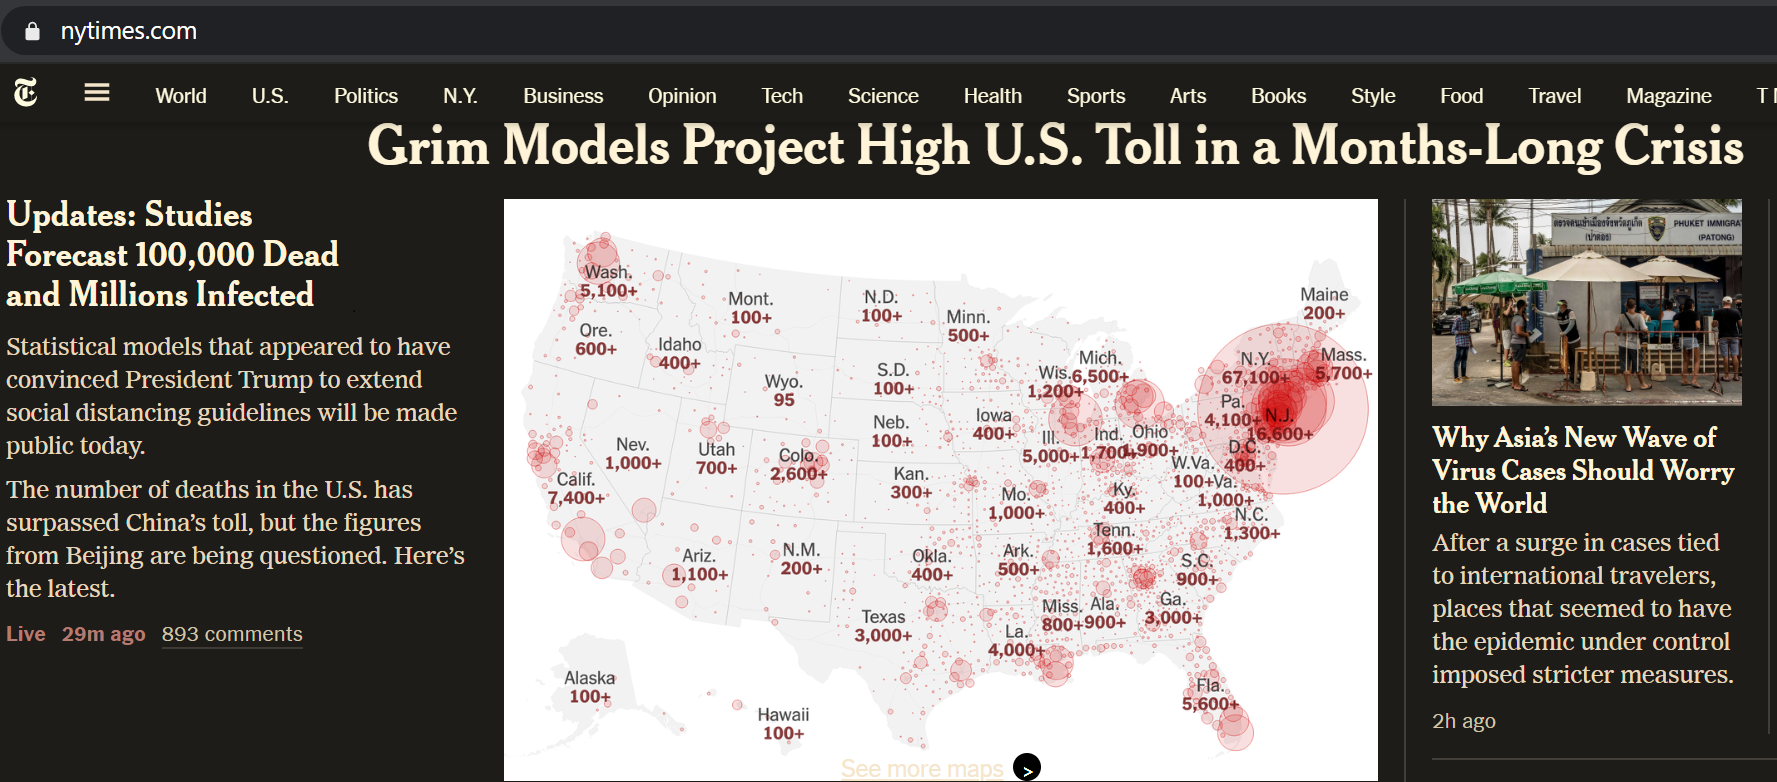 nytimes.com
World U.S. Politics N.Y. Business Opinion Tech Science Health Sports Arts Books Style Food Travel Magazine T
Grim Models Project High U.S. Toll in a Months-Long Crisis
Updates: Studies
Forecast 100,000 Dead
and Millions Infected
Statistical models that appeared to have
convinced President Trump to extend
social distancing guidelines will be made
public today.
The number of deaths in the U.S. has
surpassed China’s toll, but the figures
from Beijing are being questioned. Here’s
the latest.
Live 29m ago 893 comments
Wash.
5,100+
Mont.
100+
N.D.
100+
Minn.
500+
Maine
200+
Ore.
600+
Idaho
400+
Wyo.
95
S.D.
100+
Wis.
1,200+
Mich.
6,500+
N.Y.
67,100+
Mass.
5,700+
Neb.
100+
Iowa
400+
Pa.
4,100+
N.J.
16,600+
Nev.
1,000+
Utah
700+
Colo.
2,600+
Ill.
5,000+
Ind.
1,700+
Ohio
1,900+
D.C.
400+
Calif.
7,400+
Kan.
300+
Mo.
1,000+
Ky.
400+
W.Va.
100+
Va.
1,000+
N.C.
1,300+
Ariz.
1,100+
N.M.
200+
Okla.
400+
Ark.
500+
Tenn.
1,600+
S.C.
900+
Texas
3,000+
La.
4,000+
Miss.
800+
Ala.
900+
Ga.
3,000+
Alaska
100+
Hawaii
100+
Fla.
5,600+
See more maps
PHUKET IMMIGRA
(ป่าตอง) (PATONG)
Why Asia’s New Wave of
Virus Cases Should Worry
the World
After a surge in cases tied
to international travelers,
places that seemed to have
the epidemic under control
imposed stricter measures.
2h ago